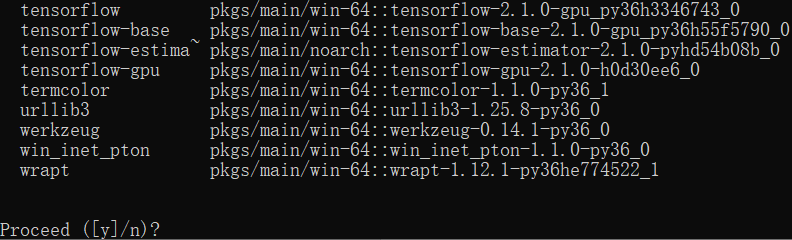 tensorflow pkgs/main/win-64::tensorflow-2.1.0-gpu_py36h3346743_0
tensorflow-base pkgs/main/win-64::tensorflow-base-2.1.0-gpu_py36h55f5790_0
tensorflow-estima~ pkgs/main/noarch::tensorflow-estimator-2.1.0-pyhd54b08b_0
tensorflow-gpu pkgs/main/win-64::tensorflow-gpu-2.1.0-h0d30ee6_0
termcolor pkgs/main/win-64::termcolor-1.1.0-py36_1
urllib3 pkgs/main/win-64::urllib3-1.25.8-py36_0
werkzeug pkgs/main/win-64::werkzeug-0.14.1-py36_0
win_inet_pton pkgs/main/win-64::win_inet_pton-1.1.0-py36_0
wrapt pkgs/main/win-64::wrapt-1.12.1-py36he774522_1
Proceed ([y]/n)?